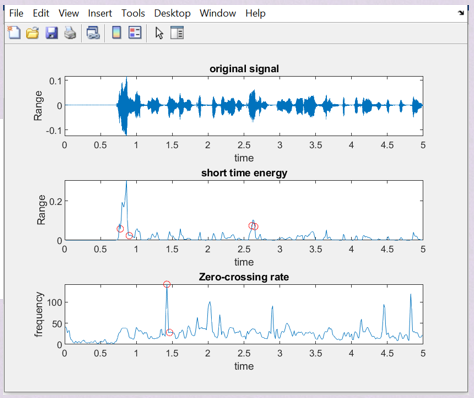 File Edit View Insert Tools Desktop Window Help
original signal
Range
0.1
0
-0.1
0 0.5 1 1.5 2 2.5 3 3.5 4 4.5 5
time
short time energy
Range
0.2
0
0 0.5 1 1.5 2 2.5 3 3.5 4 4.5 5
time
Zero-crossing rate
frequency
100
50
0
0 0.5 1 1.5 2 2.5 3 3.5 4 4.5 5
time